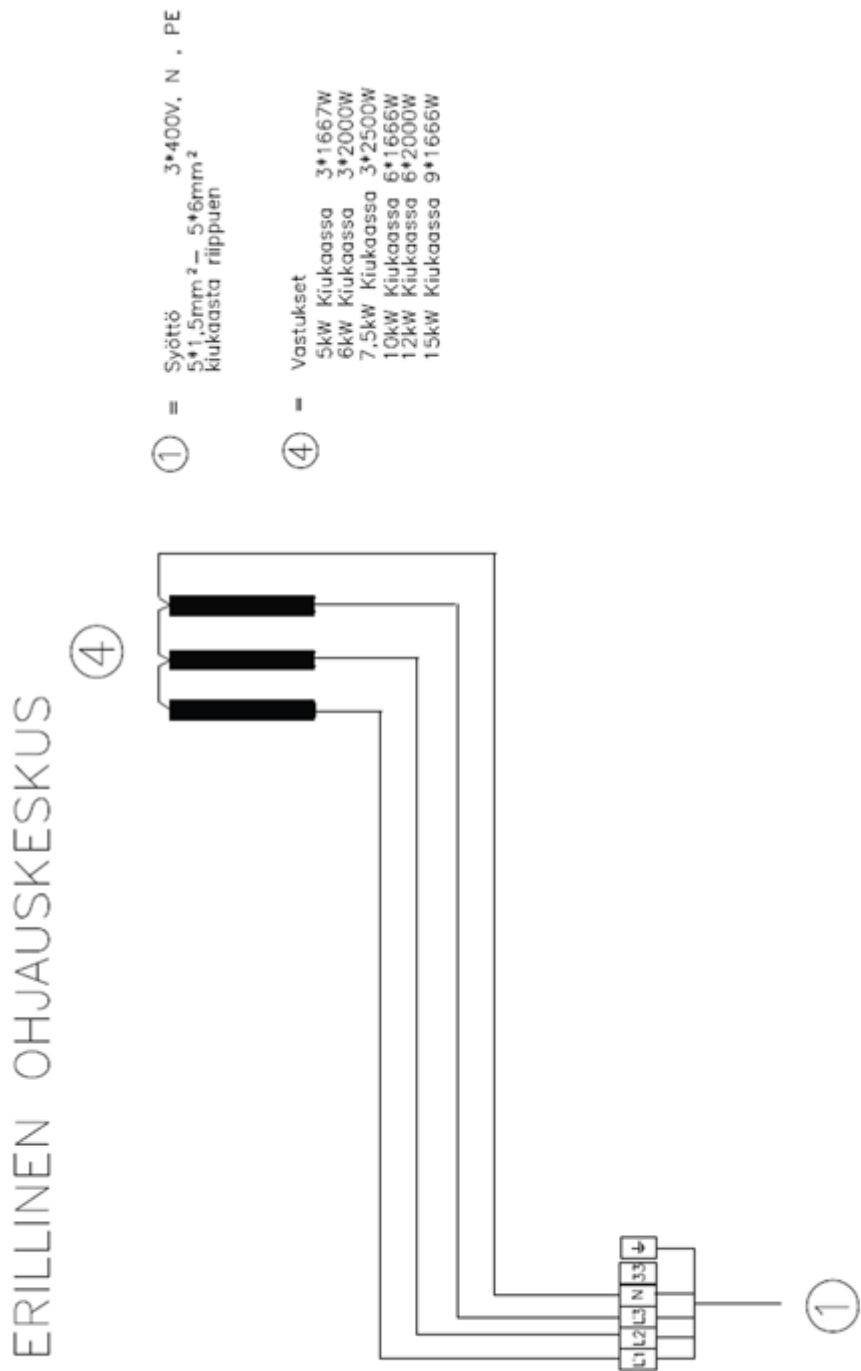 ERILLINEN OHJAUSKESKUS
4
1 = Syöttö 3*400V, N , PE
5*1,5mm² – 5*6mm²
kiukaasta riippuen
4 = Vastukset
5kW Kiukaassa 3*1667W
6kW Kiukaassa 3*2000W
7,5kW Kiukaassa 3*2500W
10kW Kiukaassa 6*1666W
12kW Kiukaassa 6*2000W
15kW Kiukaassa 9*1666W
L1 L2 L3 N 33
1